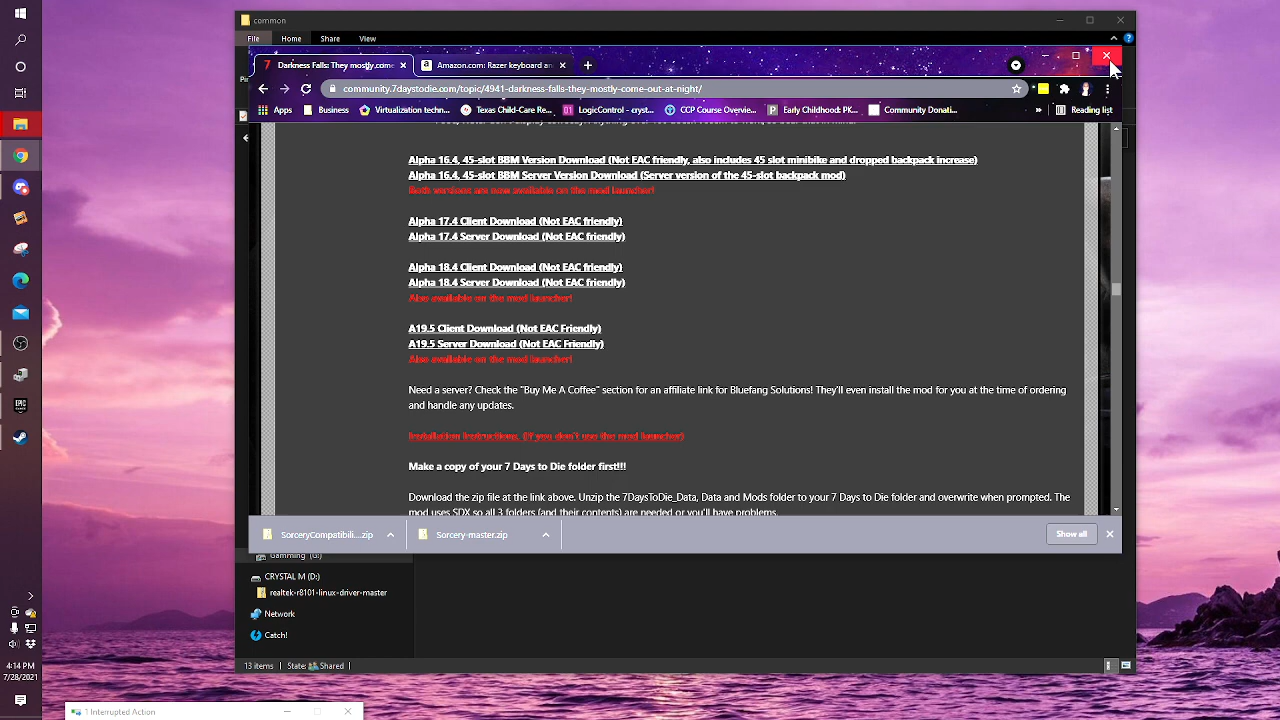 common
File Home Share View
Darkness Falls: They mostly come
Amazon.com: Razer keyboard an
community.7daystodie.com/topic/4941-darkness-falls-they-mostly-come-out-at-night/
Apps Business Virtualization techn... Texas Child-Care Re... LogicControl - cryst... CCP Course Overvie... Early Childhood: PK... Community Donati... » Reading list
Alpha 16.4, 45-slot BBM Version Download (Not EAC friendly, also includes 45 slot minibike and dropped backpack increase)
Alpha 16.4, 45-slot BBM Server Version Download (Server version of the 45-slot backpack mod)
Both versions are now available on the mod launcher!
Alpha 17.4 Client Download (Not EAC friendly)
Alpha 17.4 Server Download (Not EAC friendly)
Alpha 18.4 Client Download (Not EAC friendly)
Alpha 18.4 Server Download (Not EAC friendly)
Also available on the mod launcher!
A19.5 Client Download (Not EAC Friendly)
A19.5 Server Download (Not EAC Friendly)
Also available on the mod launcher!
Need a server? Check the "Buy Me A Coffee" section for an affiliate link for Bluefang Solutions! They'll even install the mod for you at the time of ordering
and handle any updates.
Installation Instructions. (If you don't use the mod launcher)
Make a copy of your 7 Days to Die folder first!!!
Download the zip file at the link above. Unzip the 7DaysToDie_Data, Data and Mods folder to your 7 Days to Die folder and overwrite when prompted. The
mod uses SDX so all 3 folders (and their contents) are needed or you'll have problems.
SorceryCompatibili....zip Sorcery-master.zip Show all
Gamming (G:)
CRYSTAL M (D:)
realtek-r8101-linux-driver-master
Network
Catch!
13 items State: Shared
4:14 PM
7/28/2021
1 Interrupted Action